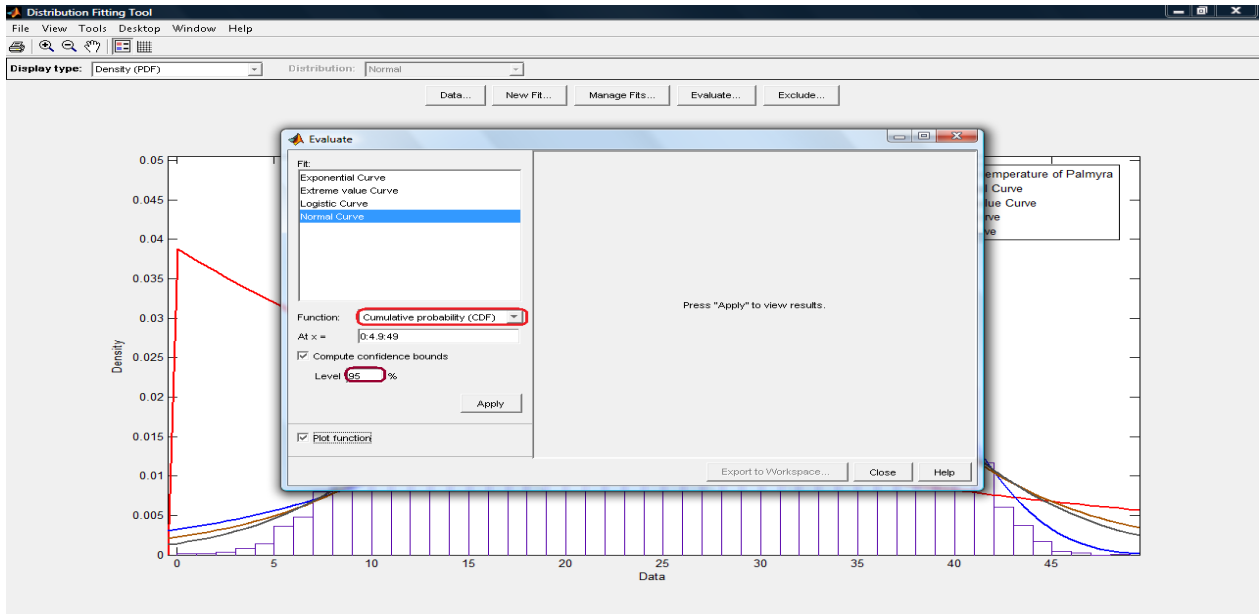 Distribution Fitting Tool
File View Tools Desktop Window Help
Display type: Density (PDF) Distribution: Normal
Data... New Fit... Manage Fits... Evaluate... Exclude...
Evaluate
Fit:
Exponential Curve
Extreme value Curve
Logistic Curve
Normal Curve
Function: Cumulative probability (CDF)
At x = 0:4.9:49
Compute confidence bounds
Level 95 %
Apply
Plot function
Press "Apply" to view results.
Export to Workspace... Close Help
emperature of Palmyra
l Curve
lue Curve
rve
ve
0.05
0.045
0.04
0.035
0.03
0.025
0.02
0.015
0.01
0.005
0
Density
0 5 10 15 20 25 30 35 40 45
Data